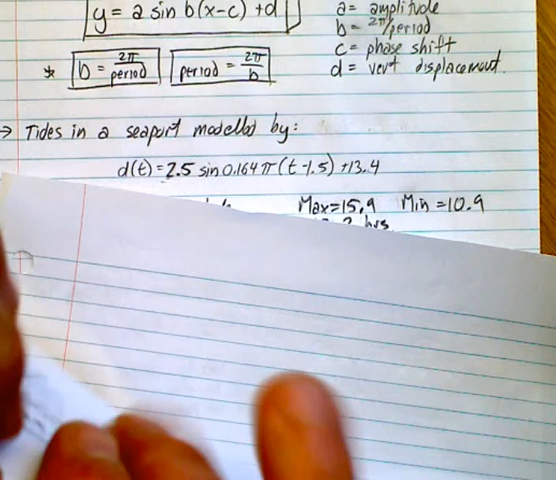 y = a sin b(x-c) + d
a = amplitude
b = 2π/period
c = phase shift
d = vert displacement.
* b = 2π/period period = 2π/b
→ Tides in a seaport modelled by:
d(t) = 2.5 sin 0.164π(t-1.5) + 13.4
Max = 15.9 Min = 10.9
hrs